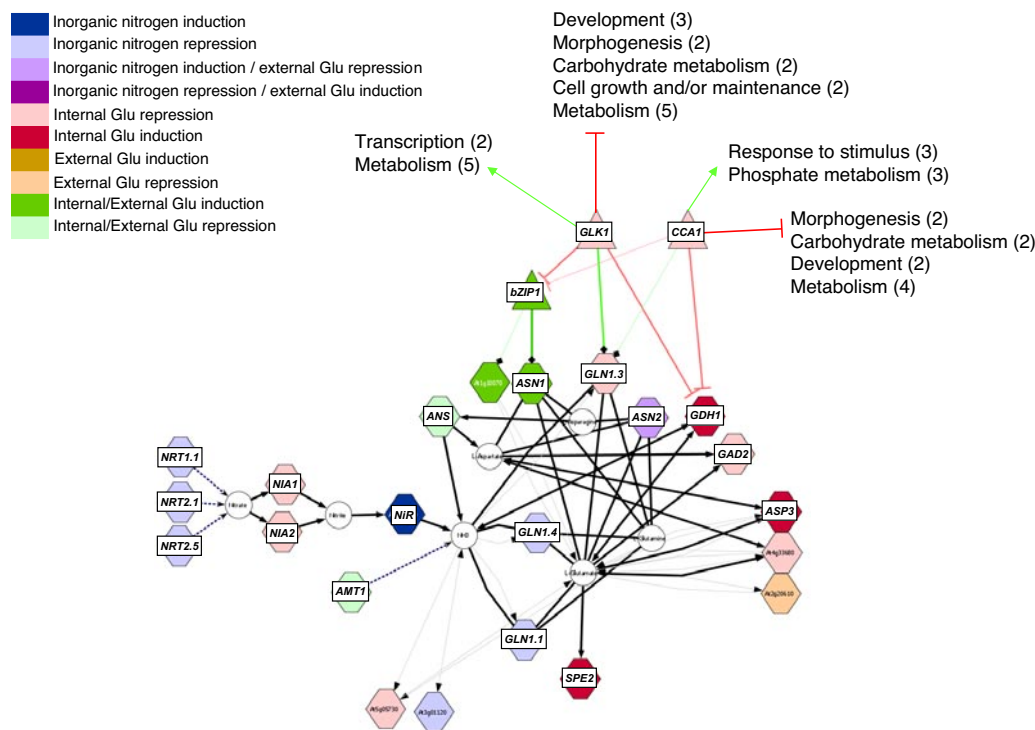 Inorganic nitrogen induction
Inorganic nitrogen repression
Inorganic nitrogen induction / external Glu repression
Inorganic nitrogen repression / external Glu induction
Internal Glu repression
Internal Glu induction
External Glu induction
External Glu repression
Internal/External Glu induction
Internal/External Glu repression
Development (3)
Morphogenesis (2)
Carbohydrate metabolism (2)
Cell growth and/or maintenance (2)
Metabolism (5)
Transcription (2)
Metabolism (5)
Response to stimulus (3)
Phosphate metabolism (3)
Morphogenesis (2)
Carbohydrate metabolism (2)
Development (2)
Metabolism (4)
GLK1
CCA1
bZIP1
ASN1
GLN1.3
ANS
ASN2
GDH1
GAD2
L-Aspartate
NRT1.1
NRT2.1
NRT2.5
NIA1
NIA2
Nitrate
Nitrite
NiR
GLN1.4
ASP3
L-Glutamate
AMT1
GLN1.1
SPE2